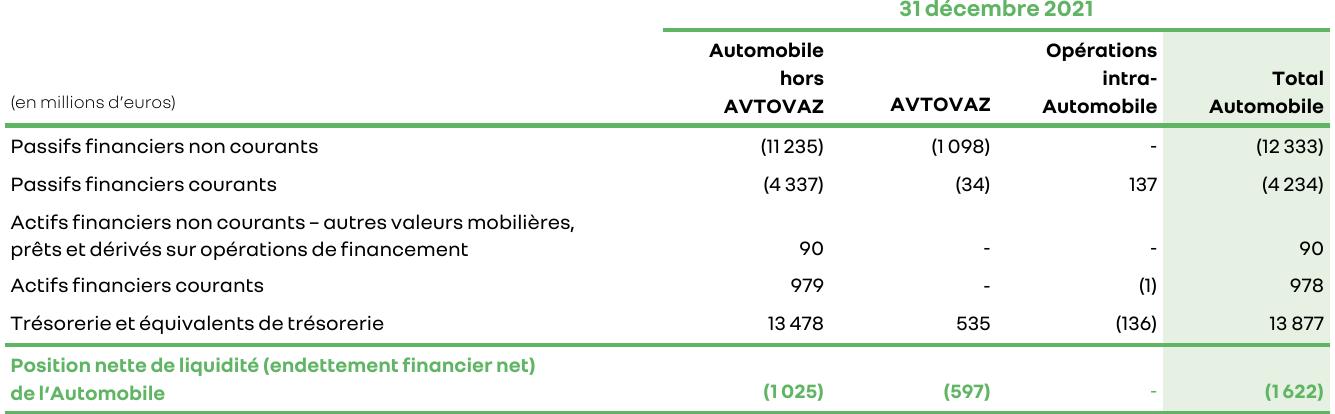 31 décembre 2021
(en millions d'euros) Automobile hors AVTOVAZ AVTOVAZ Opérations intra-Automobile Total Automobile
Passifs financiers non courants (11 235) (1 098) - (12 333)
Passifs financiers courants (4 337) (34) 137 (4 234)
Actifs financiers non courants – autres valeurs mobilières,
prêts et dérivés sur opérations de financement 90 - - 90
Actifs financiers courants 979 - (1) 978
Trésorerie et équivalents de trésorerie 13 478 535 (136) 13 877
Position nette de liquidité (endettement financier net)
de l'Automobile (1 025) (597) - (1 622)